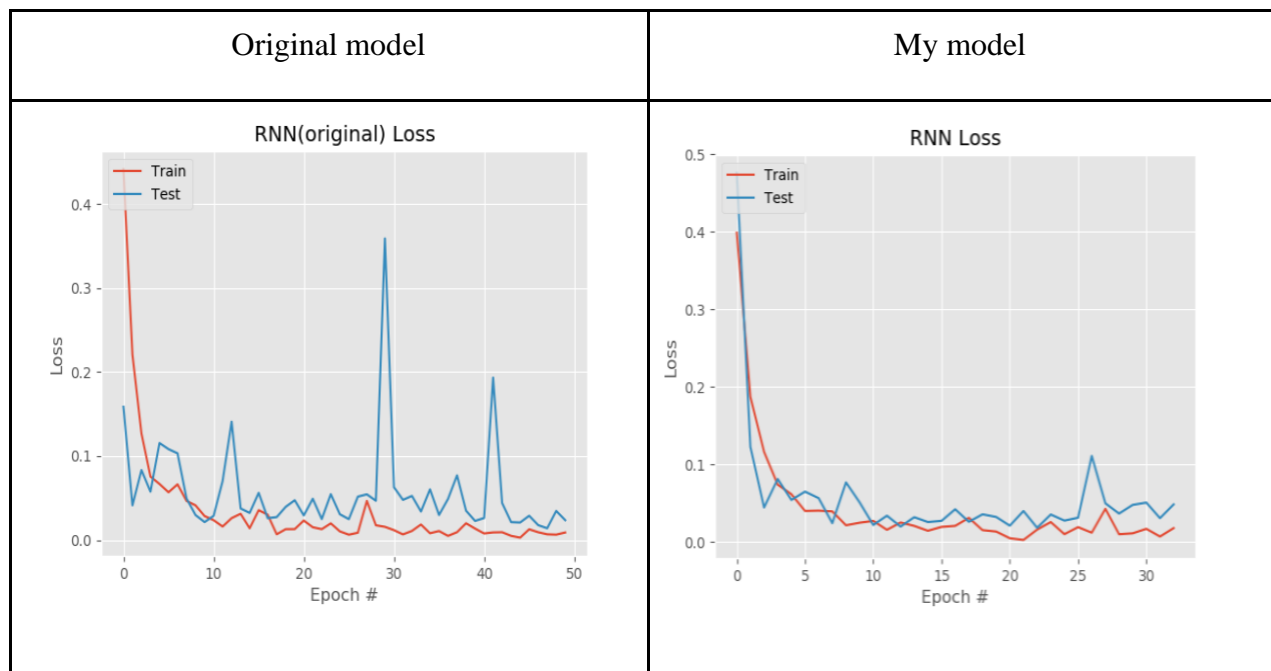 Original model
My model
RNN(original) Loss
Train
Test
0.4
0.3
0.2
0.1
0.0
Loss
0
10
20
30
40
50
Epoch #
RNN Loss
Train
Test
0.5
0.4
0.3
0.2
0.1
0.0
Loss
0
5
10
15
20
25
30
Epoch #